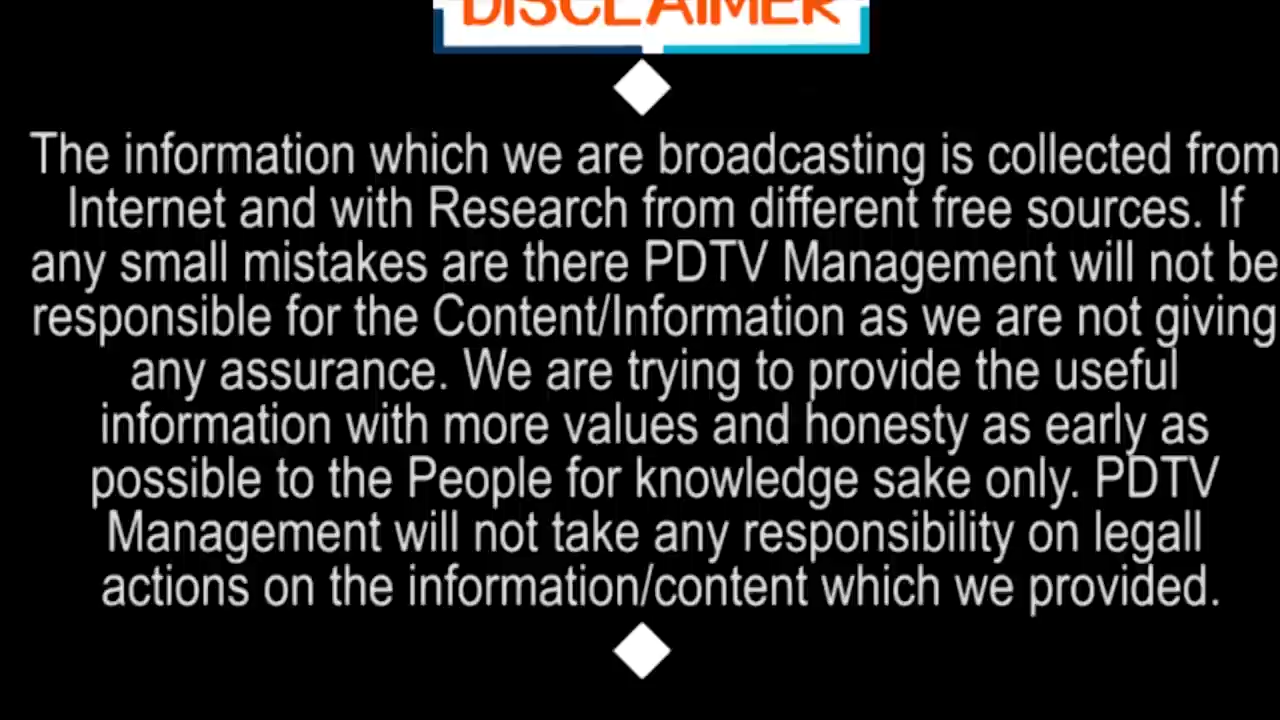 DISCLAIMER
The information which we are broadcasting is collected from
Internet and with Research from different free sources. If
any small mistakes are there PDTV Management will not be
responsible for the Content/Information as we are not giving
any assurance. We are trying to provide the useful
information with more values and honesty as early as
possible to the People for knowledge sake only. PDTV
Management will not take any responsibility on legall
actions on the information/content which we provided.